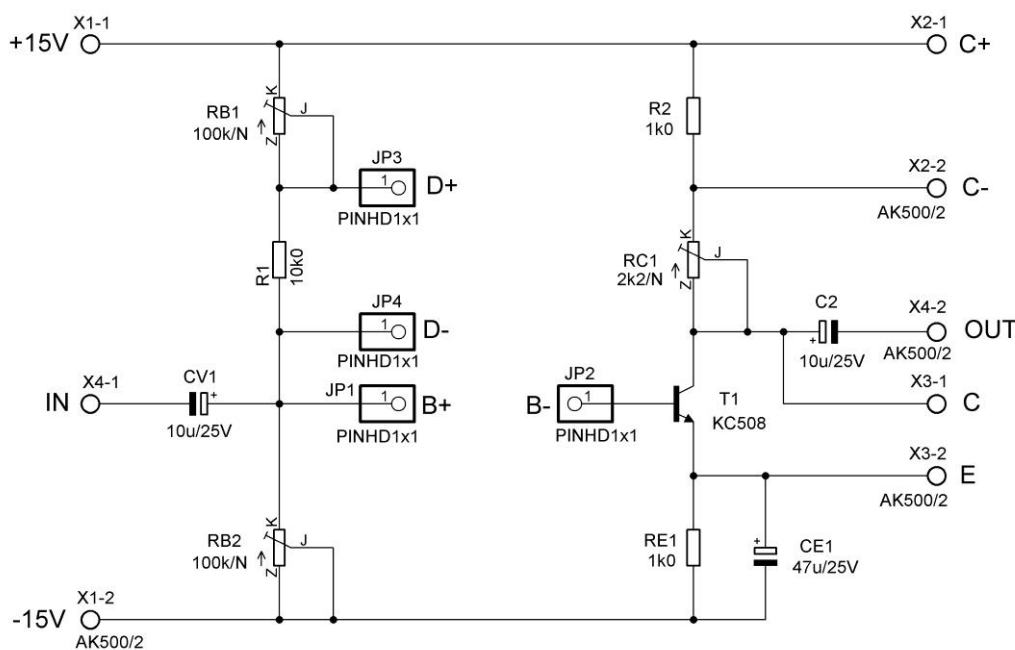 X1-1
+15V
X2-1
C+
K
RB1
100k/N
J
Z
R2
1k0
JP3
1
D+
PINHD1x1
X2-2
C-
AK500/2
R1
10k0
K
RC1
2k2/N
J
Z
JP4
1
D-
PINHD1x1
C2
+
10u/25V
X4-2
OUT
AK500/2
X4-1
IN
CV1
+
10u/25V
JP1
1
B+
PINHD1x1
JP2
B-
1
PINHD1x1
T1
KC508
X3-1
C
X3-2
E
AK500/2
K
RB2
100k/N
J
Z
RE1
1k0
+
CE1
47u/25V
X1-2
-15V
AK500/2